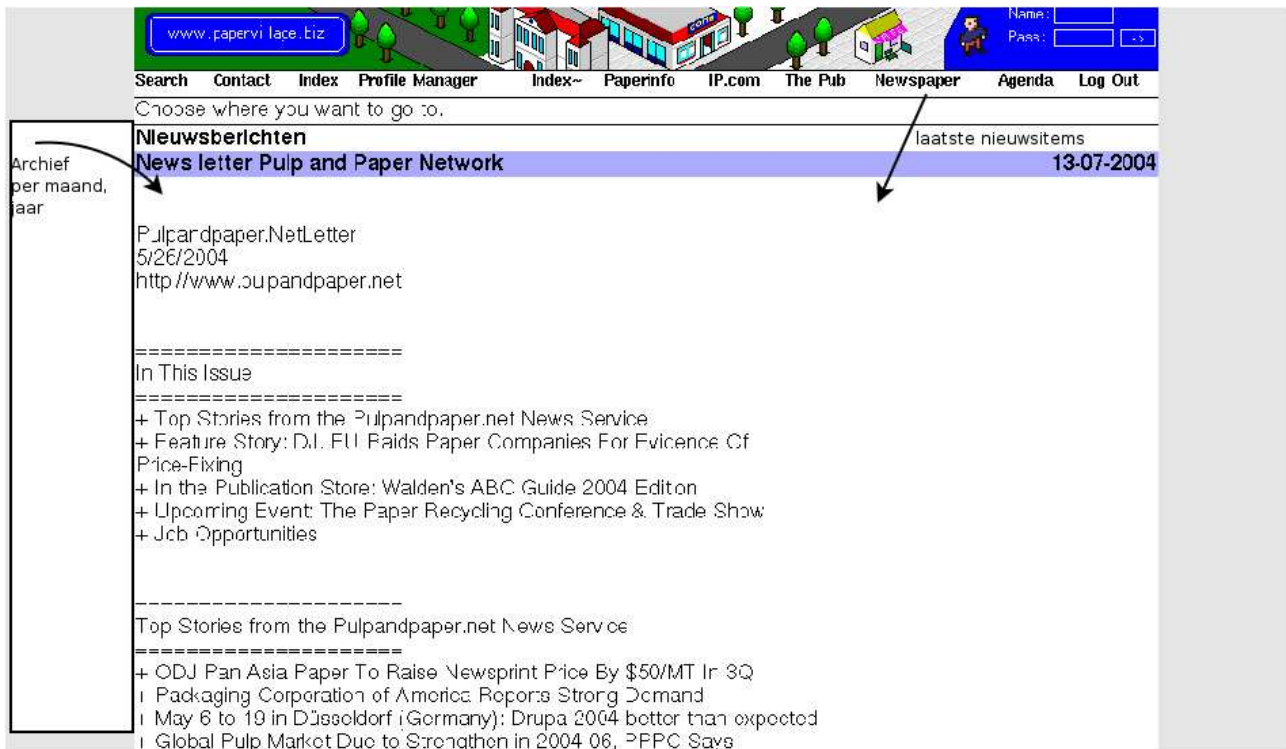 www.papervillage.biz
cafe
Name:
Pass:
->
Search Contact Index Profile Manager Index~ Paperinfo IP.com The Pub Newspaper Agenda Log Out
Choose where you want to go to.
Nieuwsberichten
laatste nieuwsitems
News letter Pulp and Paper Network 13-07-2004
Archief
per maand,
jaar
Pulpandpaper.NetLetter
5/26/2004
http://www.pulpandpaper.net
=====================
In This Issue
=====================
+ Top Stories from the Pulpandpaper.net News Service
+ Feature Story: DJ. EU Raids Paper Companies For Evidence Of
Price-Fixing
+ In the Publication Store: Walden's ABC Guide 2004 Edition
+ Upcoming Event: The Paper Recycling Conference & Trade Show
+ Job Opportunities
=====================
Top Stories from the Pulpandpaper.net News Service
=====================
+ ODJ Pan Asia Paper To Raise Newsprint Price By $50/MT In 3Q
+ Packaging Corporation of America Reports Strong Demand
+ May 6 to 19 in Düsseldorf (Germany): Drupa 2004 better than expected
+ Global Pulp Market Due to Strengthen in 2004-06, PPPC Says